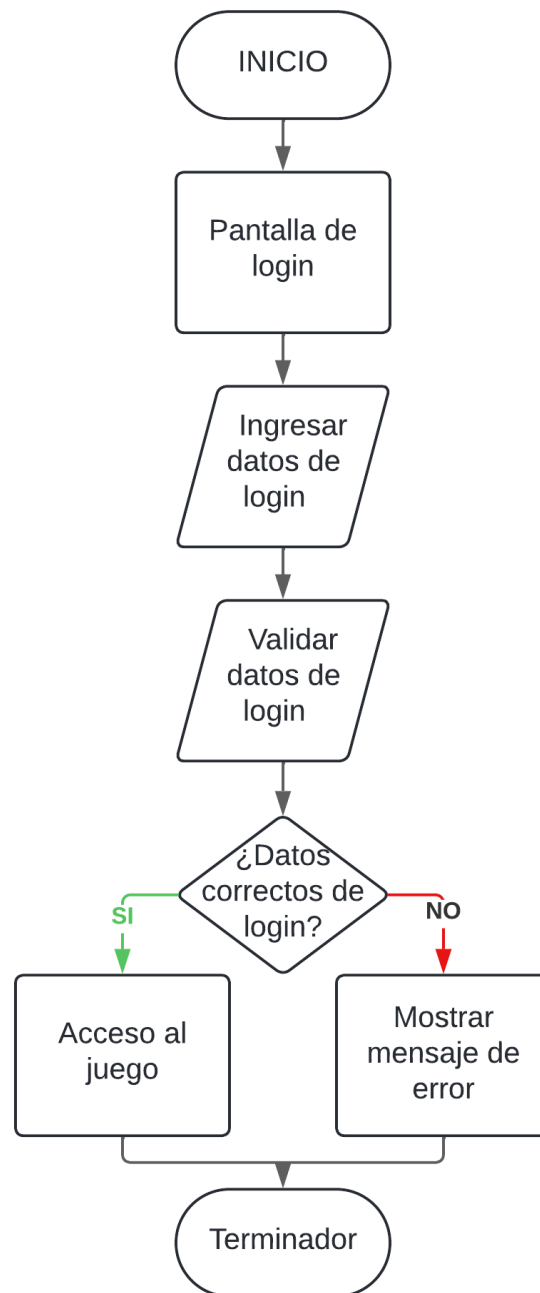 INICIO
Pantalla de
login
Ingresar
datos de
login
Validar
datos de
login
¿Datos
correctos de
login?
SI
NO
Acceso al
juego
Mostrar
mensaje de
error
Terminador